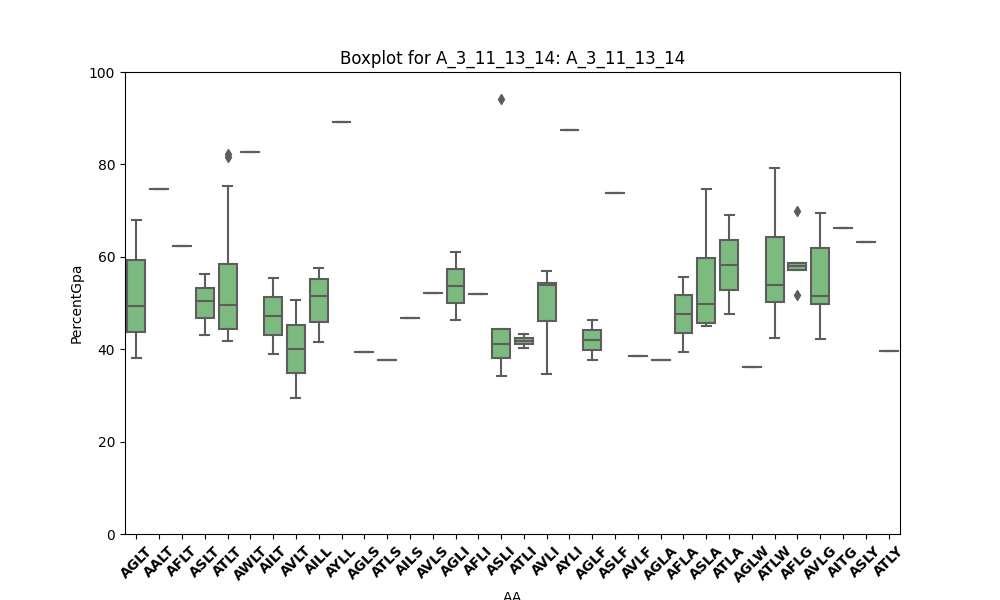 Boxplot for A_3_11_13_14: A_3_11_13_14
100
80
60
40
20
0
PercentGpa
AGLT AALT AFLT ASLT ATLT AWLT AILT AVLT AILL AYLL AGLS ATLS AILS AVLS AGLI AFLI ASLI ATLI AVLI AYLI AGLF ASLF AVLF AGLA AFLA ASLA ATLA AGLW ATLW AFLG AVLG AITG ASLY ATLY
AA